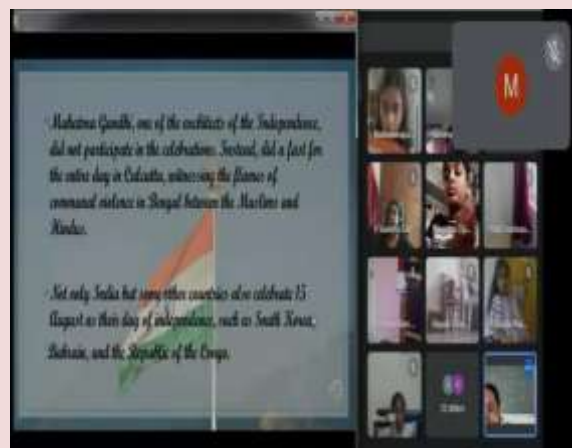 Mahatma Gandhi, one of the architects of the Independence,
did not participate in the celebrations. Instead, did a fast for
the entire day in Calcutta, witnessing the flames of
communal violence in Bengal between the Muslims and
Hindus.
Not only India but some other countries also celebrate 15
August as their day of independence, such as South Korea,
Bahrain, and the Republic of the Congo.
M